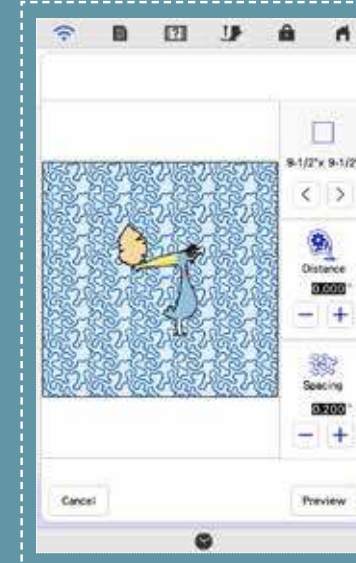 9-1/2"x 9-1/2"
< >
Distance
0.000"
− +
Spacing
0.200"
− +
Cancel
Preview